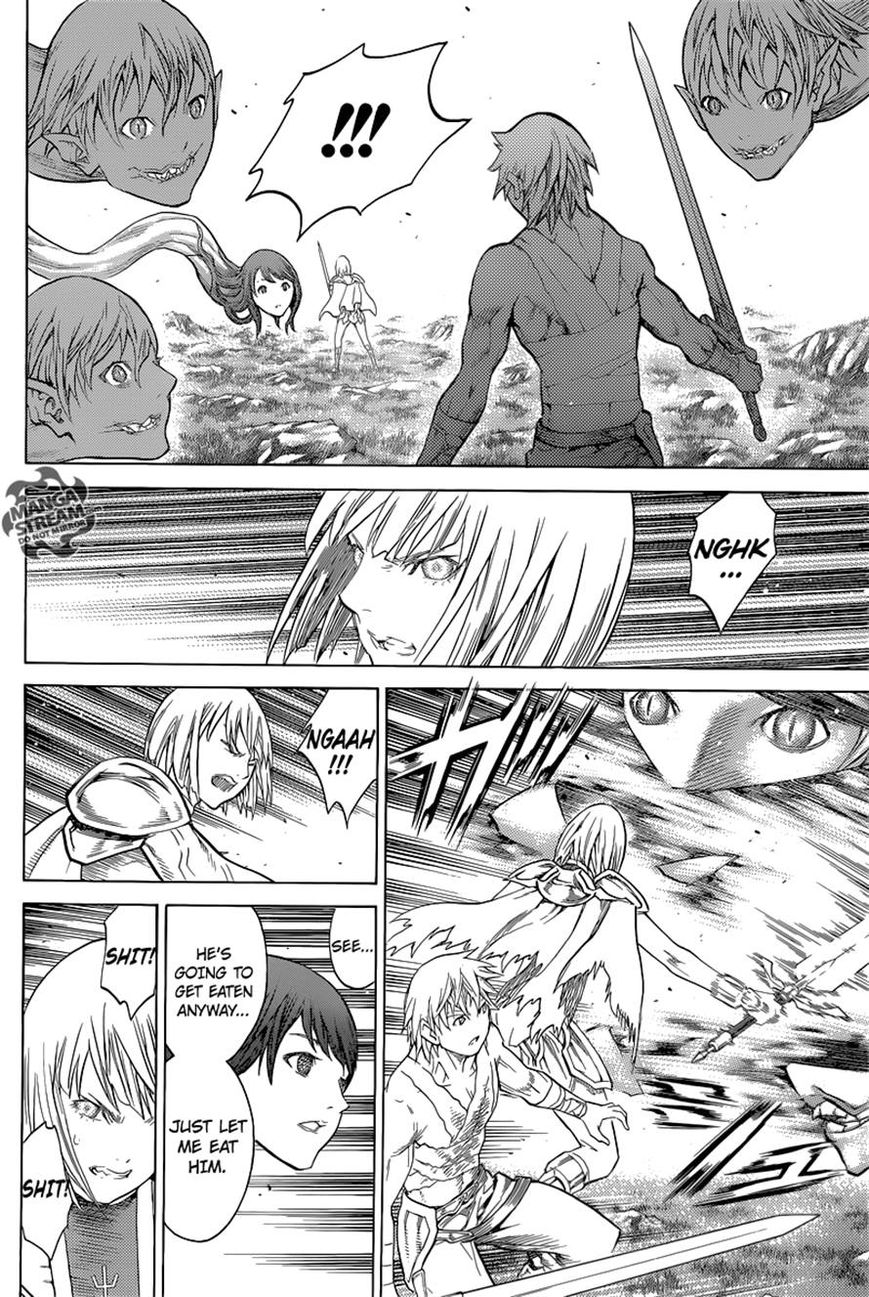 !!!
MANGA
STREAM.com
DO NOT MIRROR
NGHK
...
NGAAH
!!!
SEE...
HE'S
GOING TO
GET EATEN
ANYWAY...
JUST LET
ME EAT
HIM.
SHIT!
SHIT!